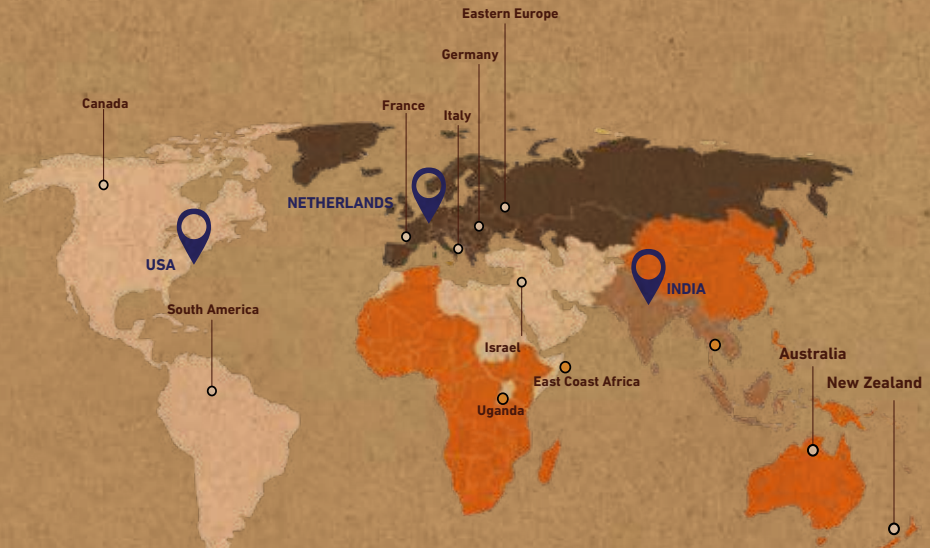 Eastern Europe
Germany
Canada
France
Italy
NETHERLANDS
USA
INDIA
South America
Israel
Australia
East Coast Africa
New Zealand
Uganda